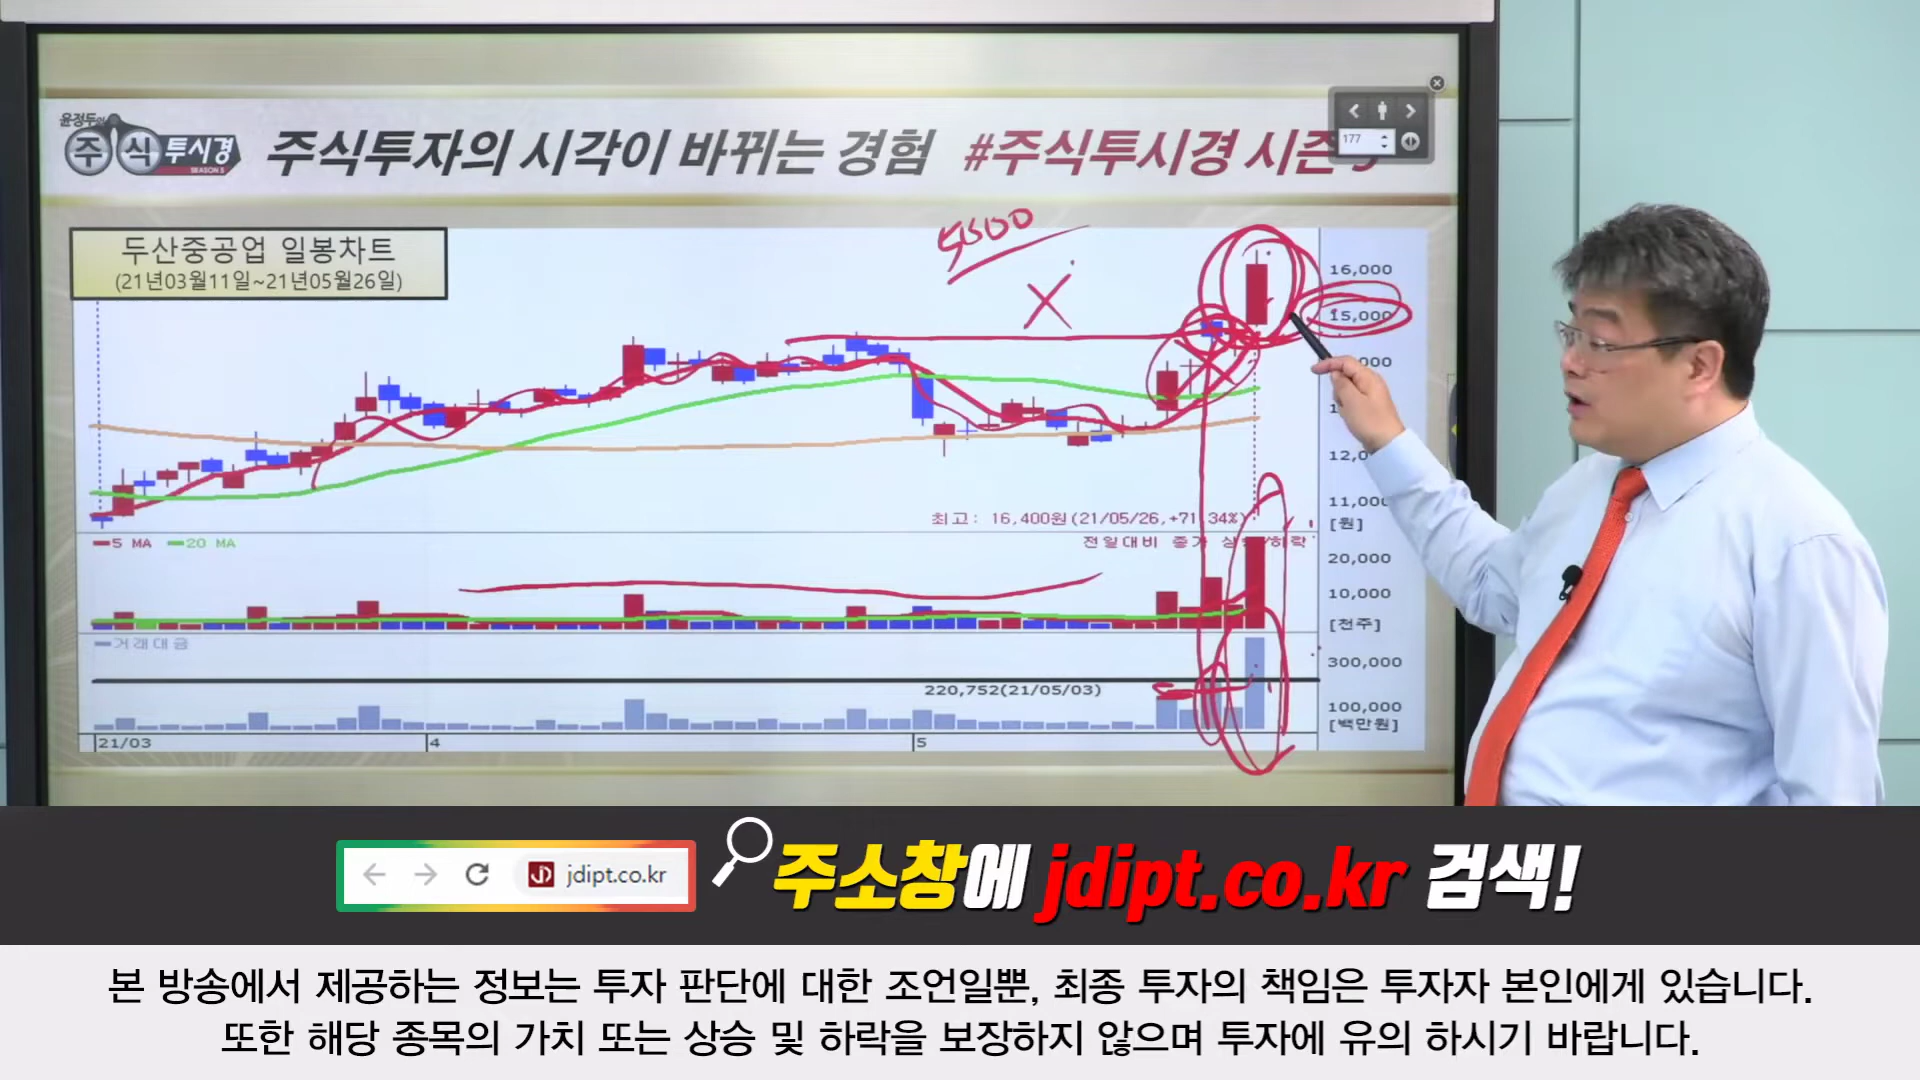 윤정두의
주식투시경
SEASON 3
주식투자의 시각이 바뀌는 경험 #주식투시경 시즌
177
두산중공업 일봉차트
(21년03월11일~21년05월26일)
16,000
15,000
12,0
11,000
[원]
최고: 16,400원(21/05/26,+71.34%)
5 MA 20 MA
전일대비 종가 상승/하락
20,000
10,000
[천주]
거래대금
300,000
220,752(21/05/03)
100,000
[백만원]
21/03 4 5
jdipt.co.kr
주소창에 jdipt.co.kr 검색!
본 방송에서 제공하는 정보는 투자 판단에 대한 조언일뿐, 최종 투자의 책임은 투자자 본인에게 있습니다.
또한 해당 종목의 가치 또는 상승 및 하락을 보장하지 않으며 투자에 유의 하시기 바랍니다.